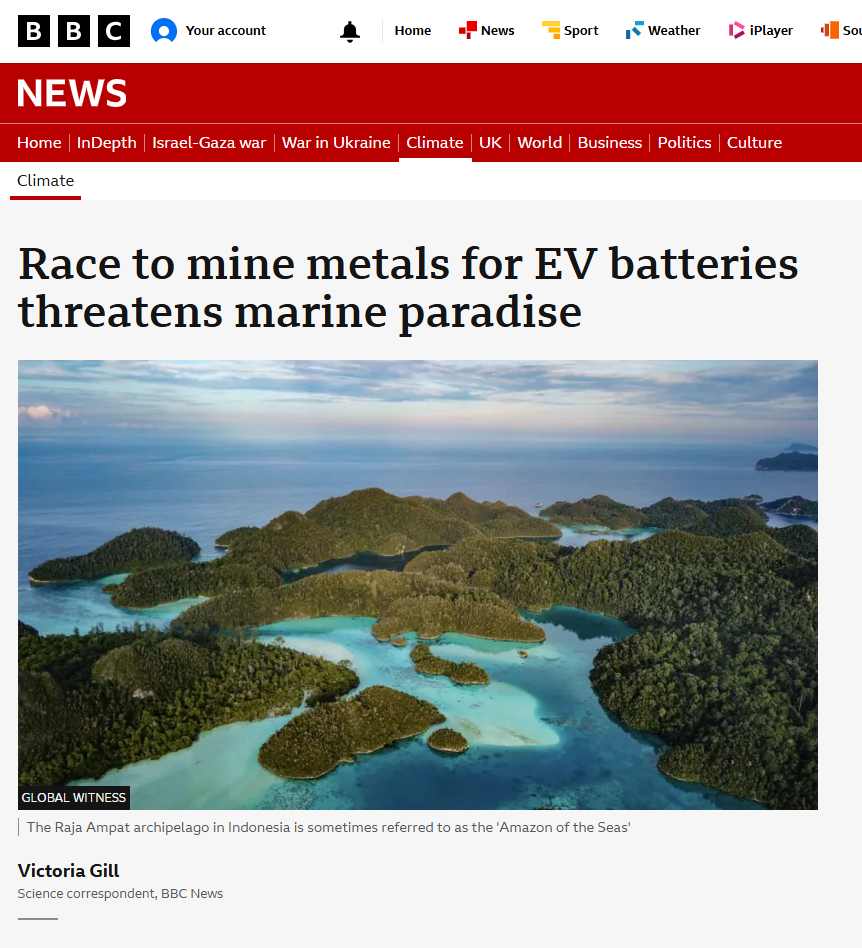 BBC Your account Home News Sport Weather iPlayer Sou
NEWS
Home InDepth Israel-Gaza war War in Ukraine Climate UK World Business Politics Culture
Climate
Race to mine metals for EV batteries
threatens marine paradise
GLOBAL WITNESS
The Raja Ampat archipelago in Indonesia is sometimes referred to as the 'Amazon of the Seas'
Victoria Gill
Science correspondent, BBC News